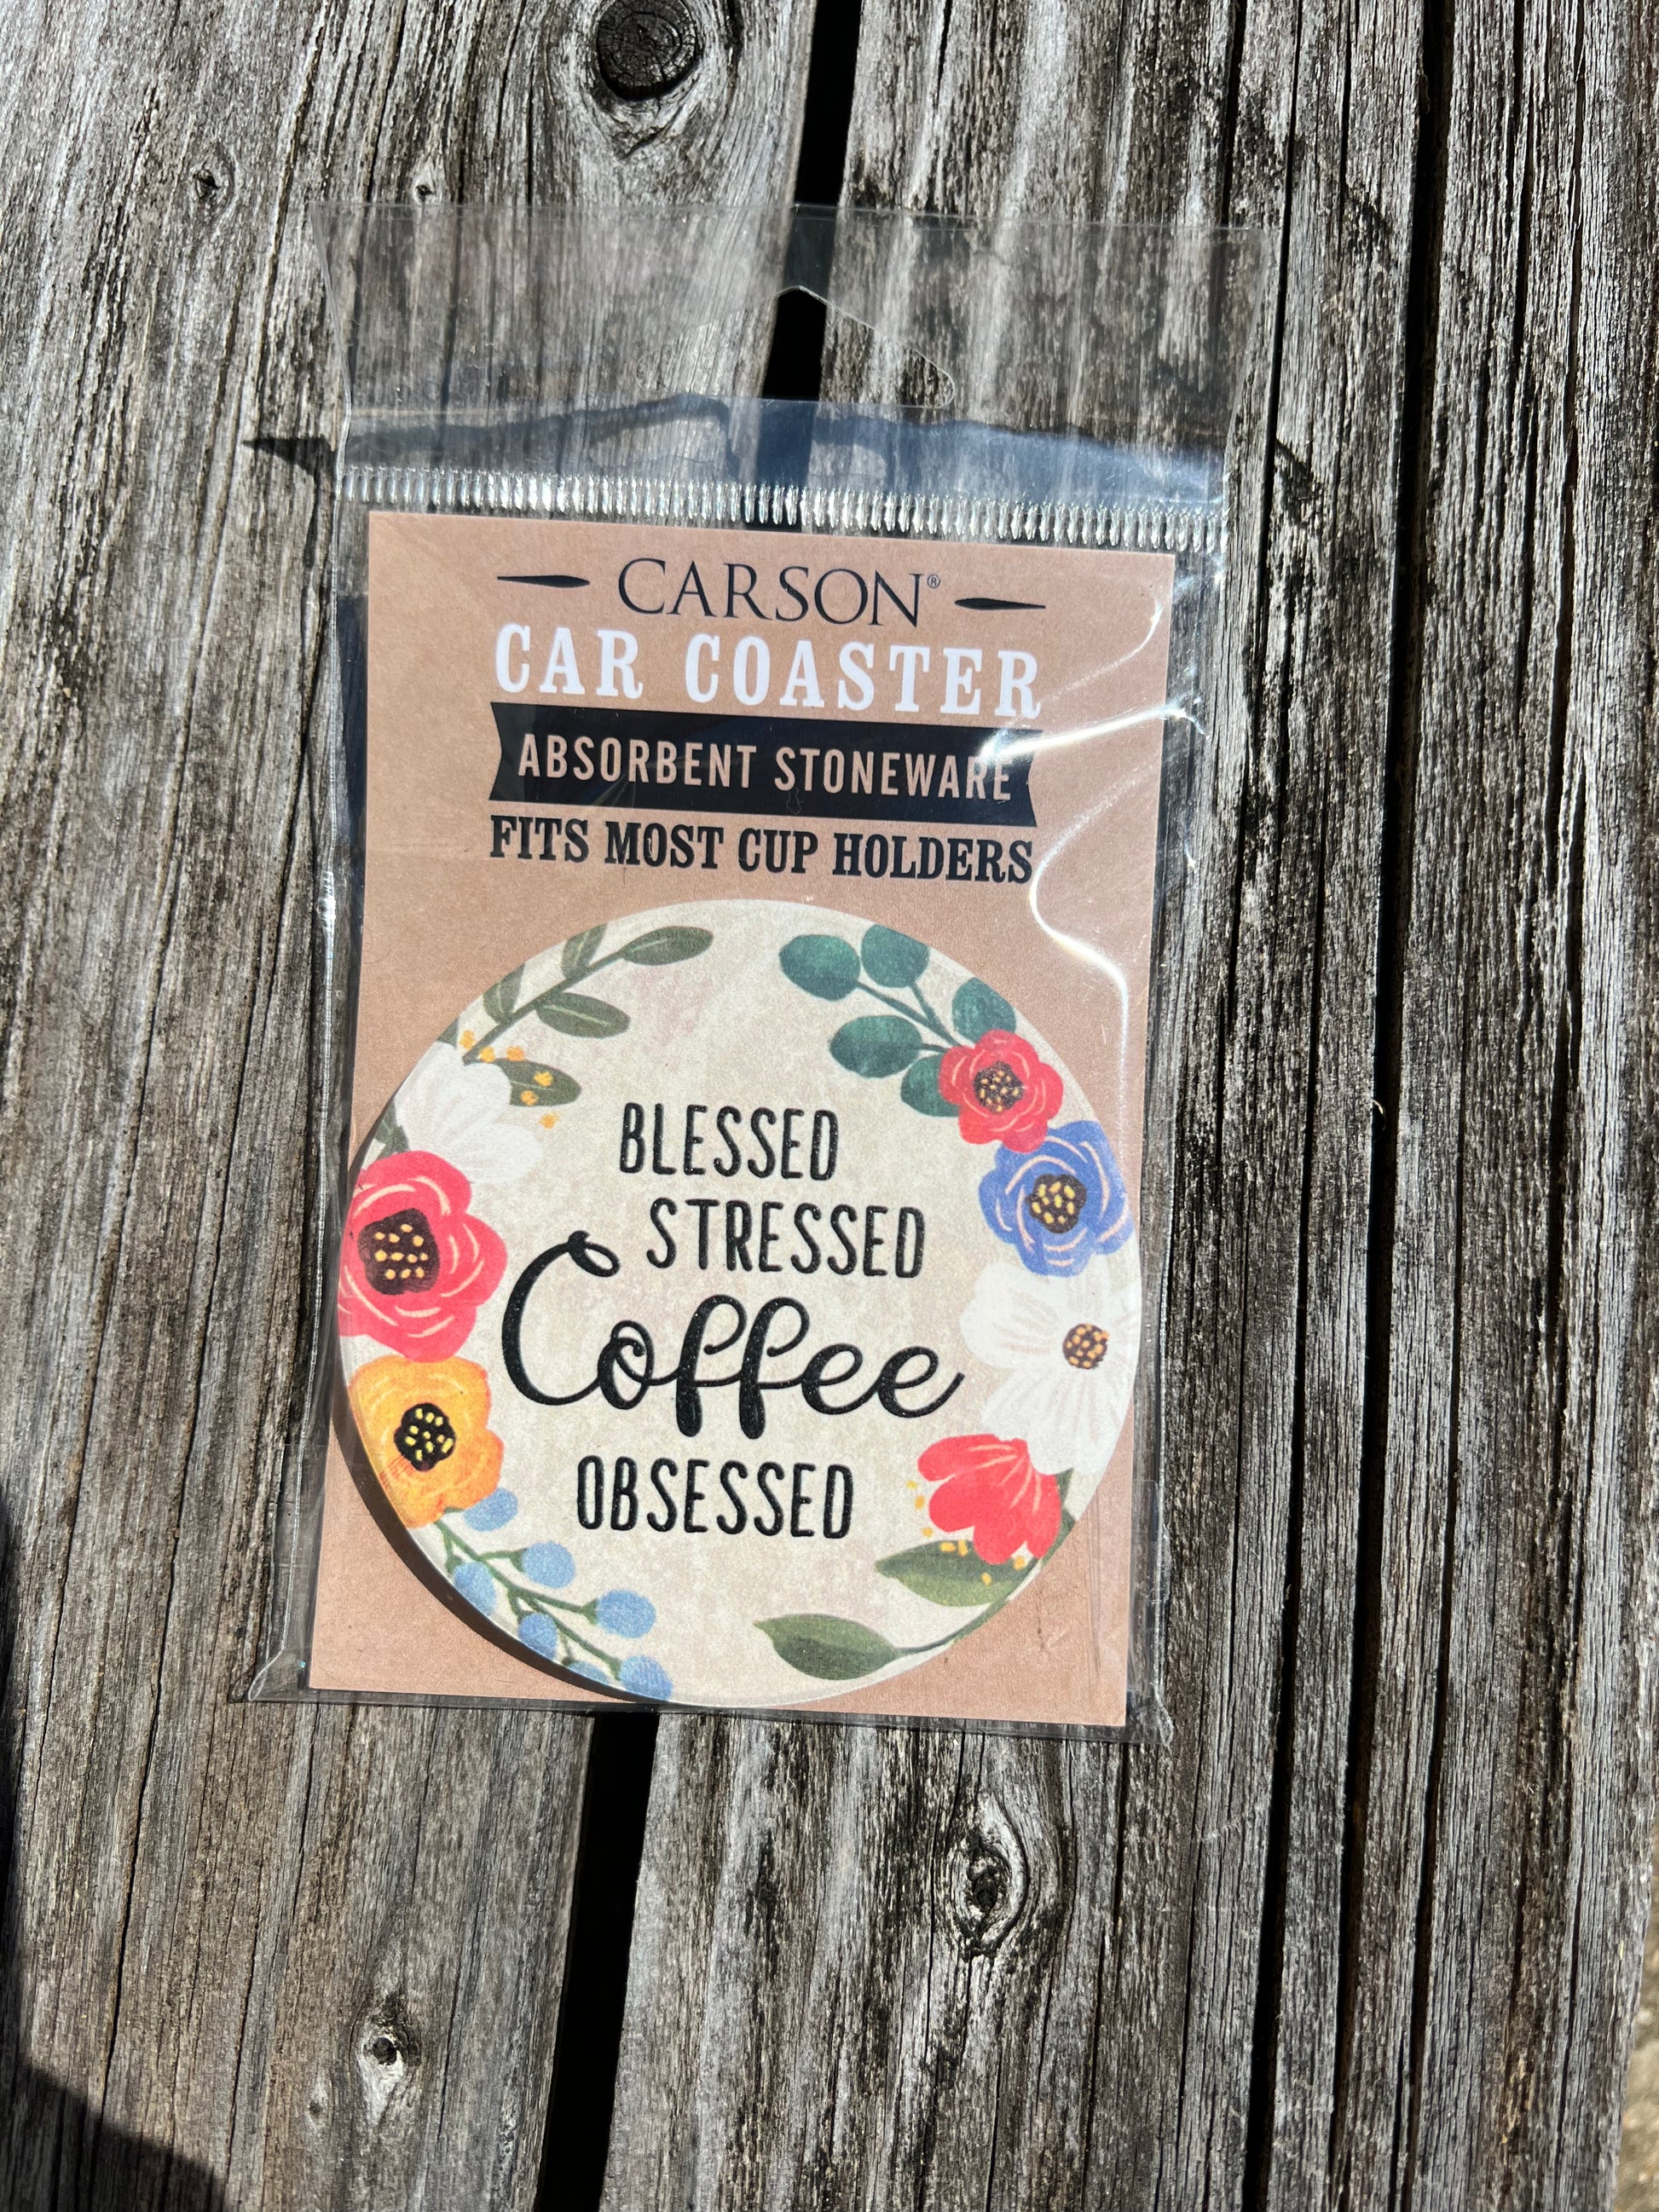 CARSON®
CAR COASTER
ABSORBENT STONEWARE
FITS MOST CUP HOLDERS
BLESSED
STRESSED
Coffee
OBSESSED